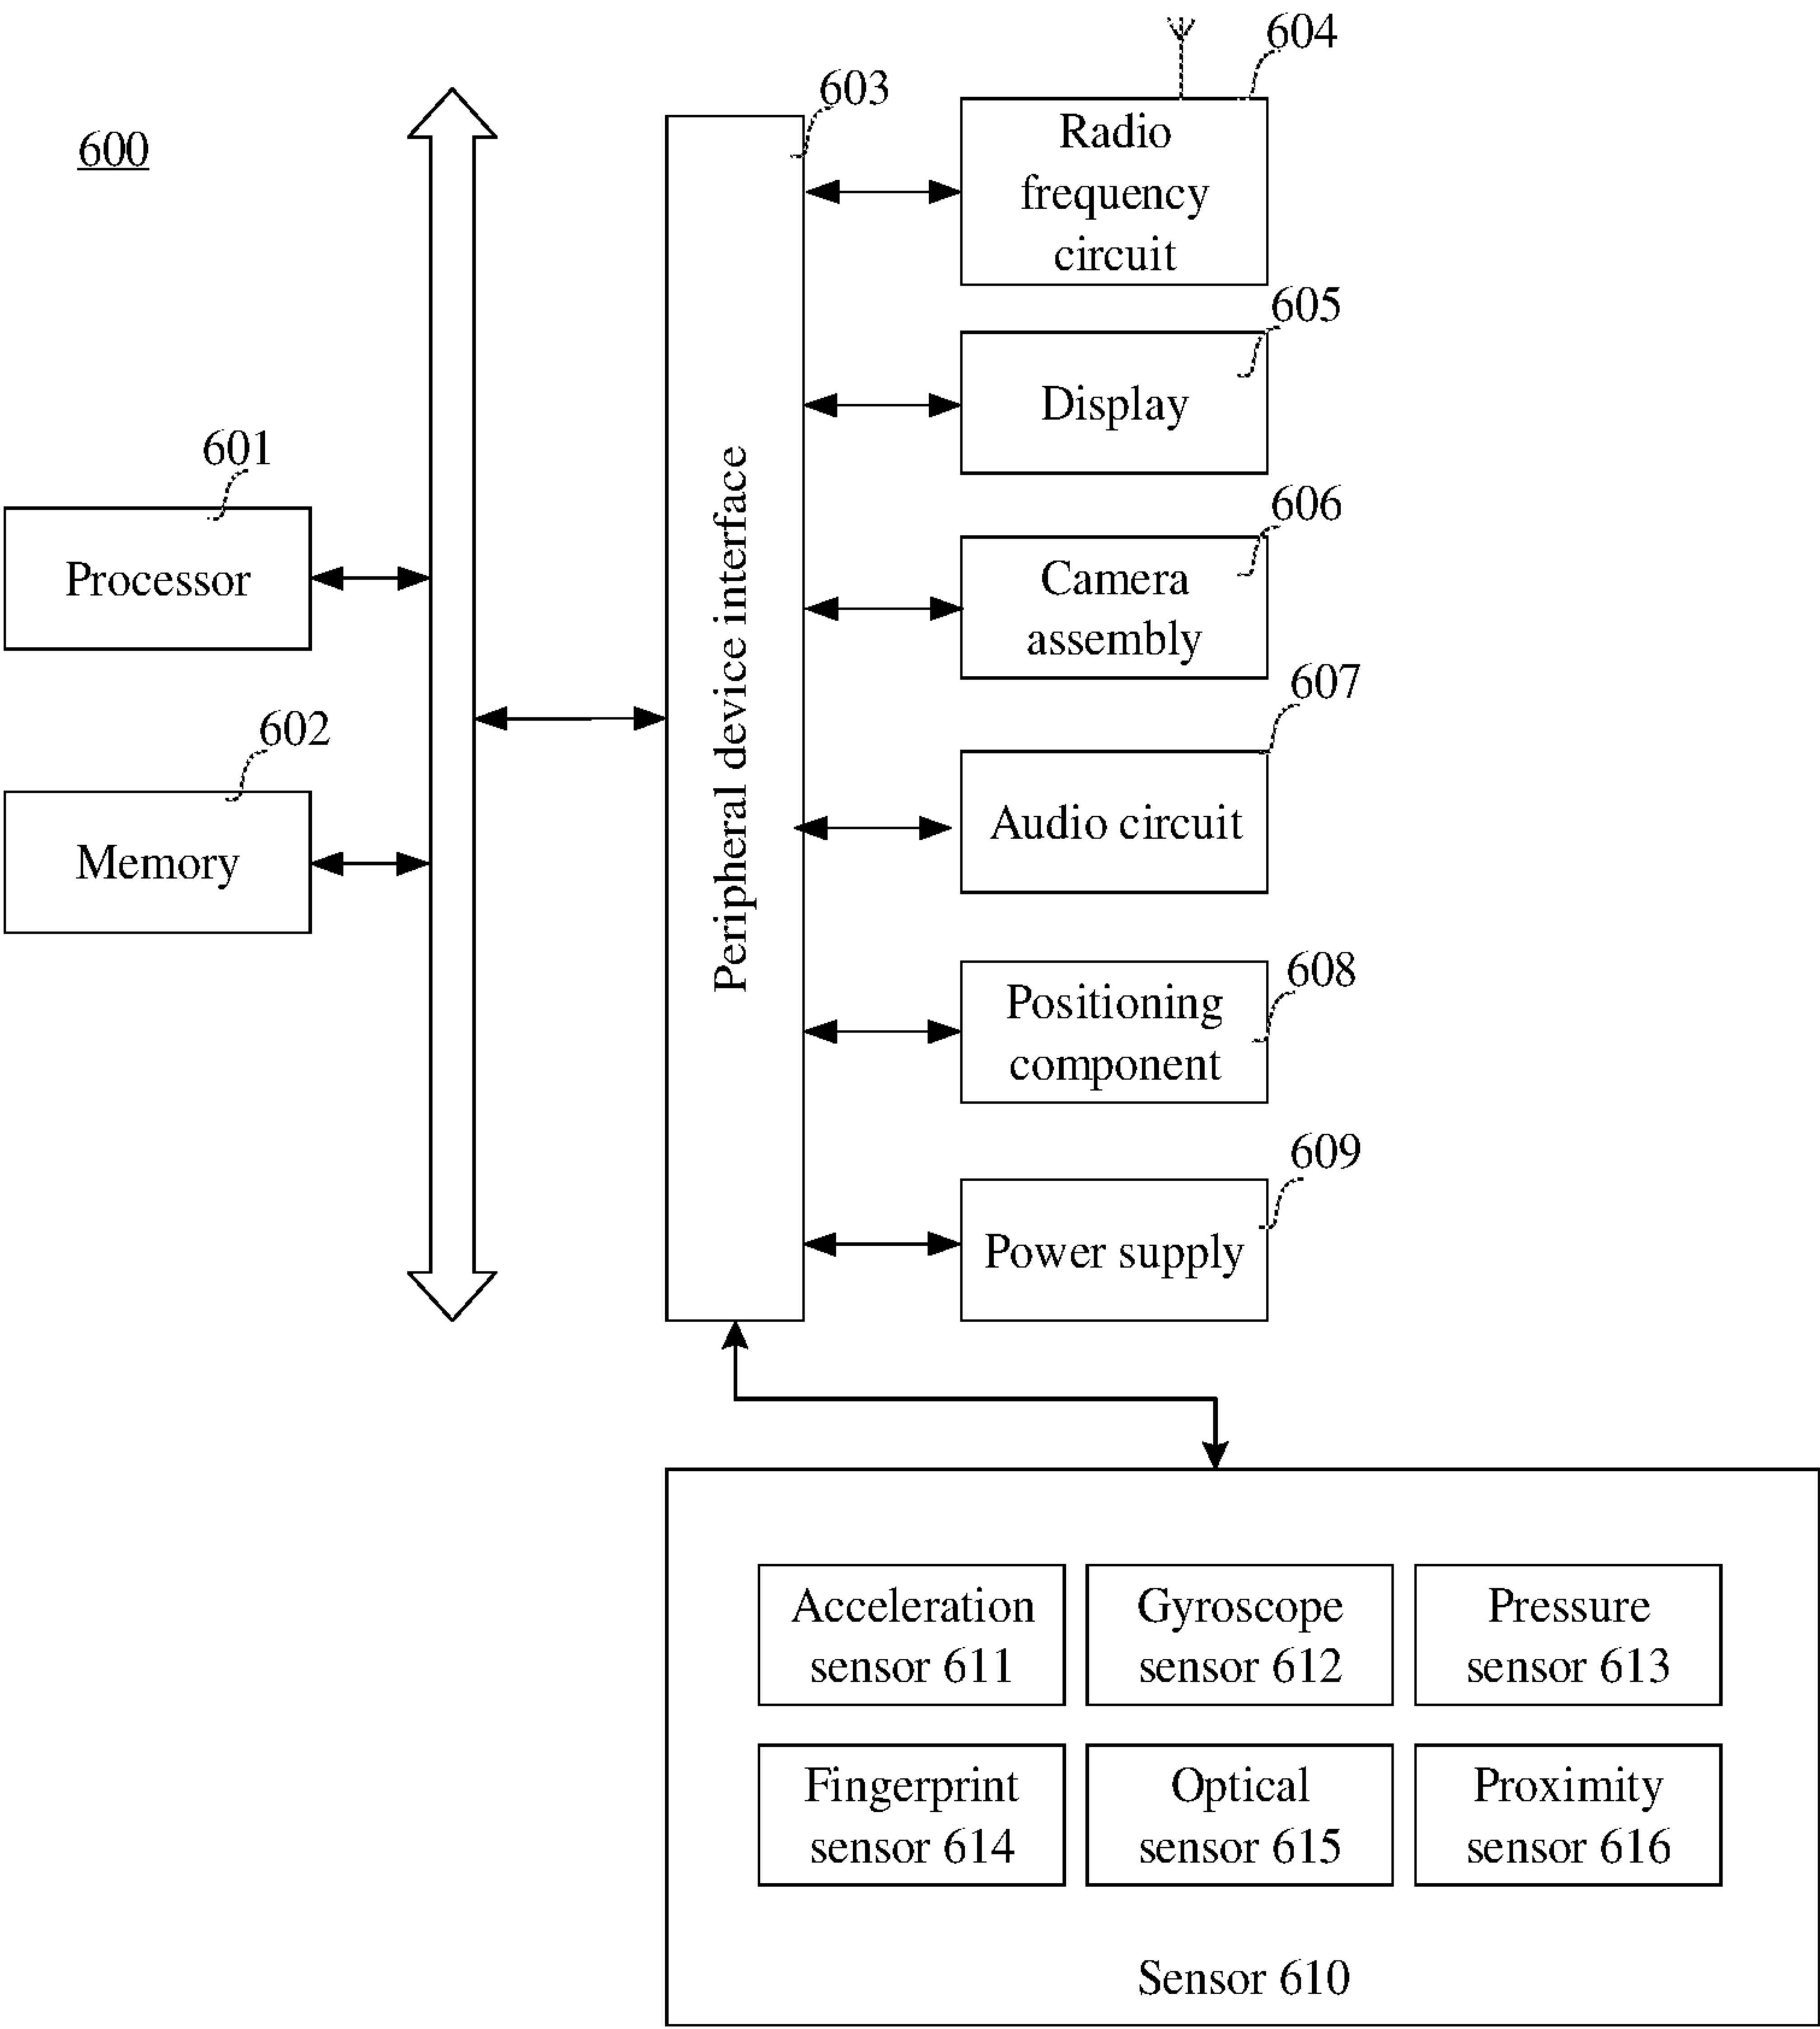 600
601
Processor
602
Memory
603
Peripheral device interface
604
Radio
frequency
circuit
605
Display
606
Camera
assembly
607
Audio circuit
608
Positioning
component
609
Power supply
Acceleration
sensor 611
Gyroscope
sensor 612
Pressure
sensor 613
Fingerprint
sensor 614
Optical
sensor 615
Proximity
sensor 616
Sensor 610